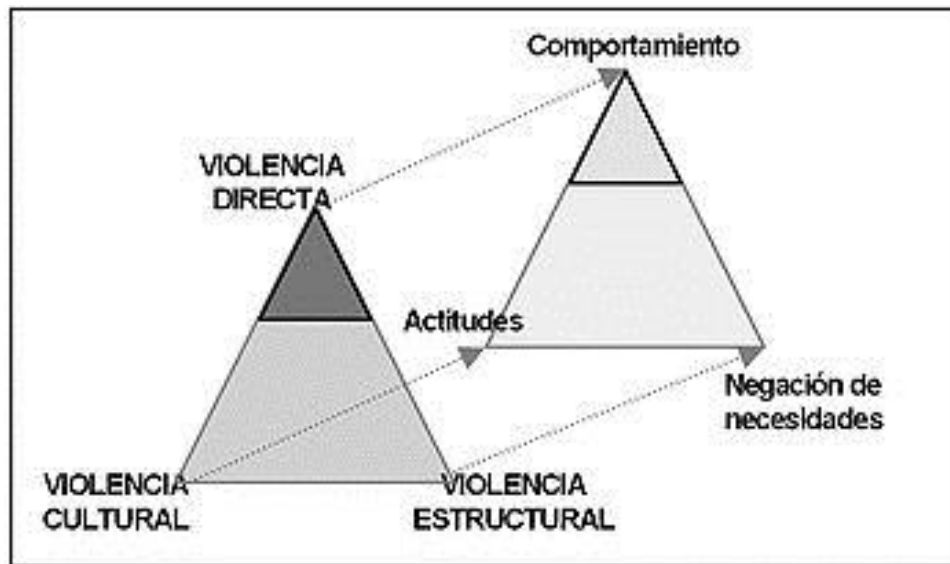 Comportamiento
VIOLENCIA
DIRECTA
Actitudes
Negación de
necesidades
VIOLENCIA
CULTURAL
VIOLENCIA
ESTRUCTURAL